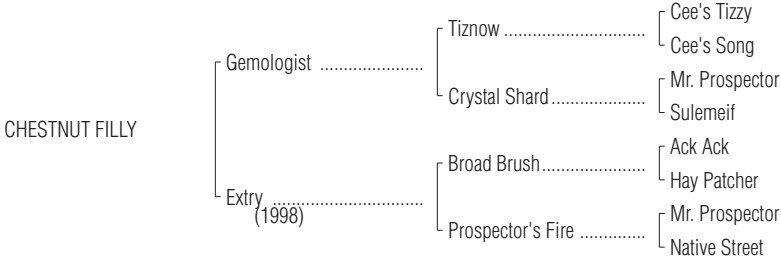 Cee's Tizzy
Tiznow ..............................
Cee's Song
Gemologist ......................
Mr. Prospector
Crystal Shard....................
Sulemeif
CHESTNUT FILLY
Ack Ack
Broad Brush......................
Hay Patcher
Extry ................................
(1998)
Mr. Prospector
Prospector's Fire ..............
Native Street